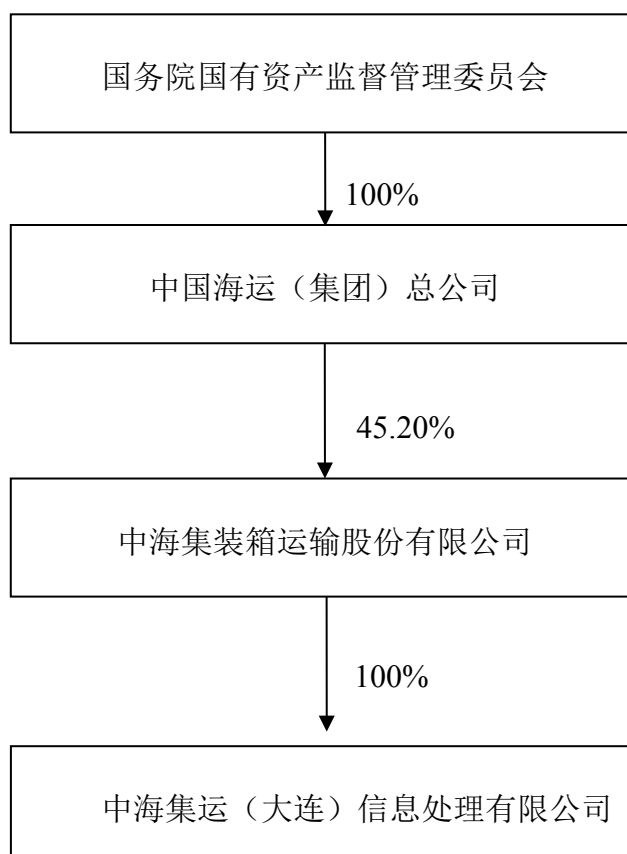 国务院国有资产监督管理委员会
100%
中国海运（集团）总公司
45.20%
中海集装箱运输股份有限公司
100%
中海集运（大连）信息处理有限公司